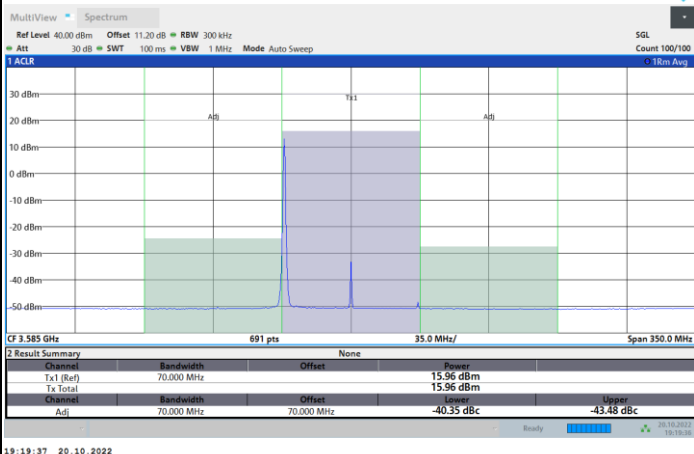 MultiView Spectrum
Ref Level 40.00 dBm Offset 11.20 dB RBW 300 kHz SGL
Att 30 dB SWT 100 ms VBW 1 MHz Mode Auto Sweep Count 100/100
1 ACLR 1Rm Avg
30 dBm
Tx1
20 dBm
Adj Adj
10 dBm
0 dBm
-10 dBm
-20 dBm
-30 dBm
-40 dBm
-50 dBm
CF 3.585 GHz 691 pts 35.0 MHz/ Span 350.0 MHz
2 Result Summary None
Channel Bandwidth Offset Power
Tx1 (Ref) 70.000 MHz 15.96 dBm
Tx Total 15.96 dBm
Channel Bandwidth Offset Lower Upper
Adj 70.000 MHz 70.000 MHz -40.35 dBc -43.48 dBc
Ready 20.10.2022
19:19:36
19:19:37 20.10.2022